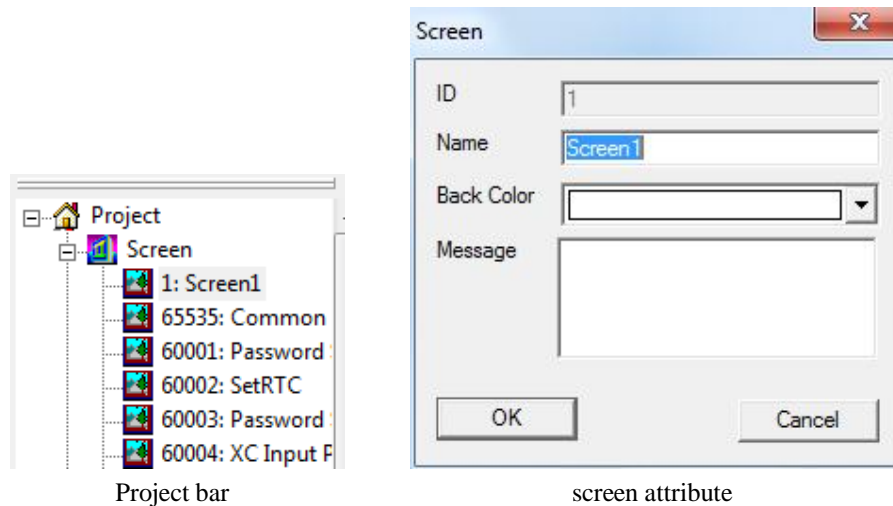 Project
Screen
1: Screen1
65535: Common
60001: Password
60002: SetRTC
60003: Password
60004: XC Input P
Project bar
Screen
X
ID
1
Name
Screen1
Back Color
Message
OK
Cancel
screen attribute